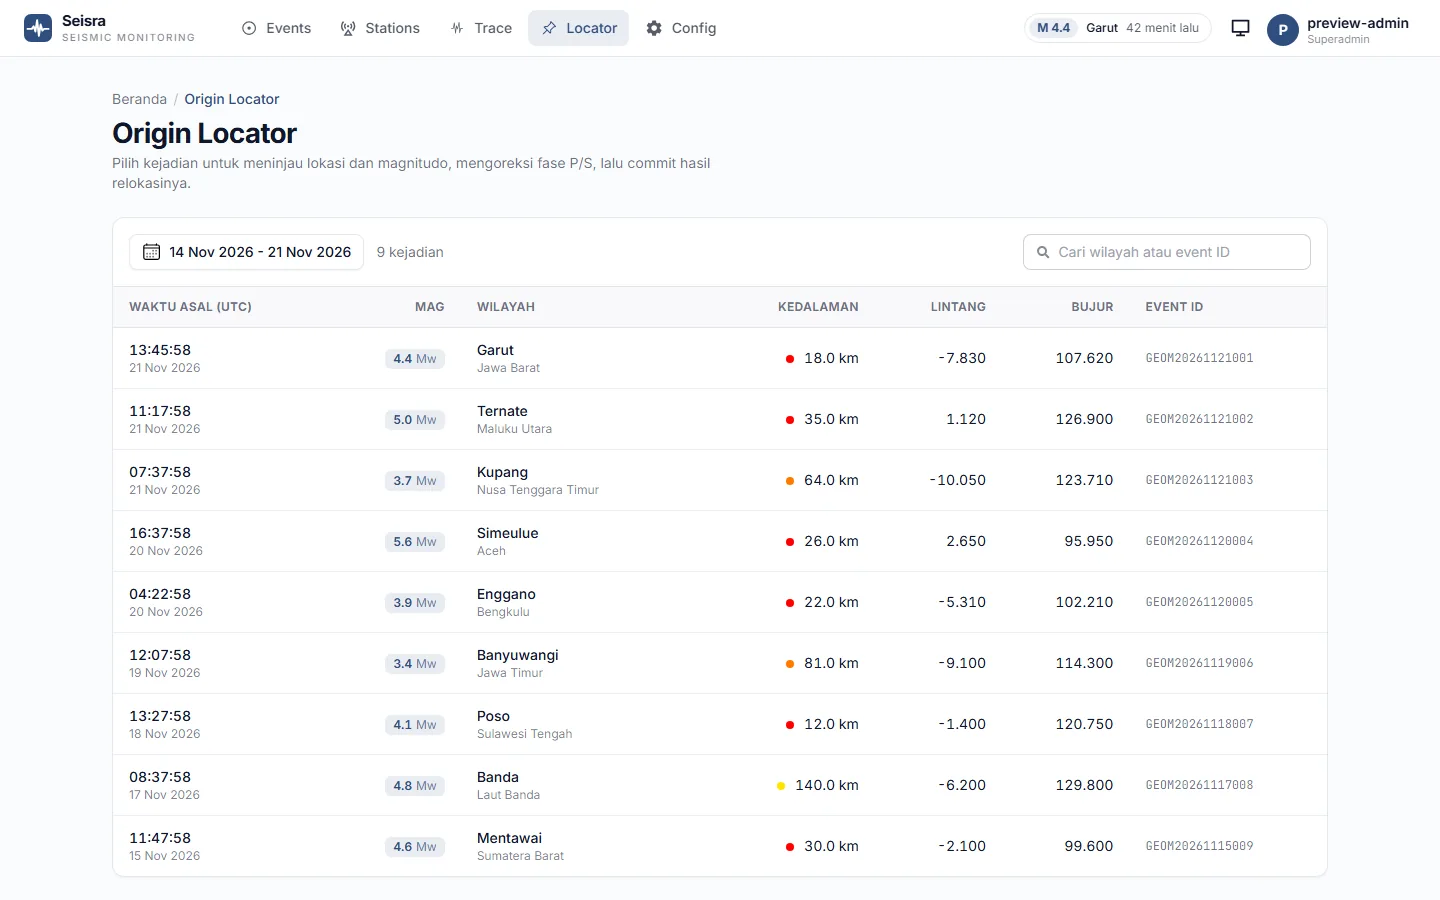 Seisra
SEISMIC MONITORING
Events
Stations
Trace
Locator
Config
M 4.4 Garut 42 menit lalu
P
preview-admin
Superadmin
Beranda / Origin Locator
Origin Locator
Pilih kejadian untuk meninjau lokasi dan magnitudo, mengoreksi fase P/S, lalu commit hasil
relokasinya.
14 Nov 2026 - 21 Nov 2026
9 kejadian
Cari wilayah atau event ID
WAKTU ASAL (UTC) MAG WILAYAH KEDALAMAN LINTANG BUJUR EVENT ID
13:45:58
21 Nov 2026
4.4 Mw
Garut
Jawa Barat
18.0 km
-7.830
107.620
GEOM20261121001
11:17:58
21 Nov 2026
5.0 Mw
Ternate
Maluku Utara
35.0 km
1.120
126.900
GEOM20261121002
07:37:58
21 Nov 2026
3.7 Mw
Kupang
Nusa Tenggara Timur
64.0 km
-10.050
123.710
GEOM20261121003
16:37:58
20 Nov 2026
5.6 Mw
Simeulue
Aceh
26.0 km
2.650
95.950
GEOM20261120004
04:22:58
20 Nov 2026
3.9 Mw
Enggano
Bengkulu
22.0 km
-5.310
102.210
GEOM20261120005
12:07:58
19 Nov 2026
3.4 Mw
Banyuwangi
Jawa Timur
81.0 km
-9.100
114.300
GEOM20261119006
13:27:58
18 Nov 2026
4.1 Mw
Poso
Sulawesi Tengah
12.0 km
-1.400
120.750
GEOM20261118007
08:37:58
17 Nov 2026
4.8 Mw
Banda
Laut Banda
140.0 km
-6.200
129.800
GEOM20261117008
11:47:58
15 Nov 2026
4.6 Mw
Mentawai
Sumatera Barat
30.0 km
-2.100
99.600
GEOM20261115009